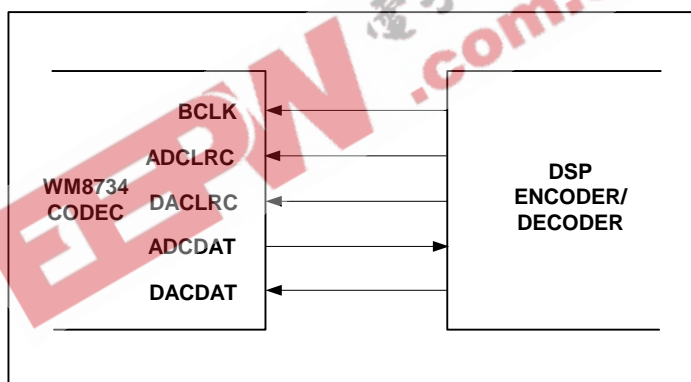 EEPW
.com.
BCLK
ADCLRC
WM8734
CODEC
DACLRC
ADCDAT
DACDAT
DSP
ENCODER/
DECODER